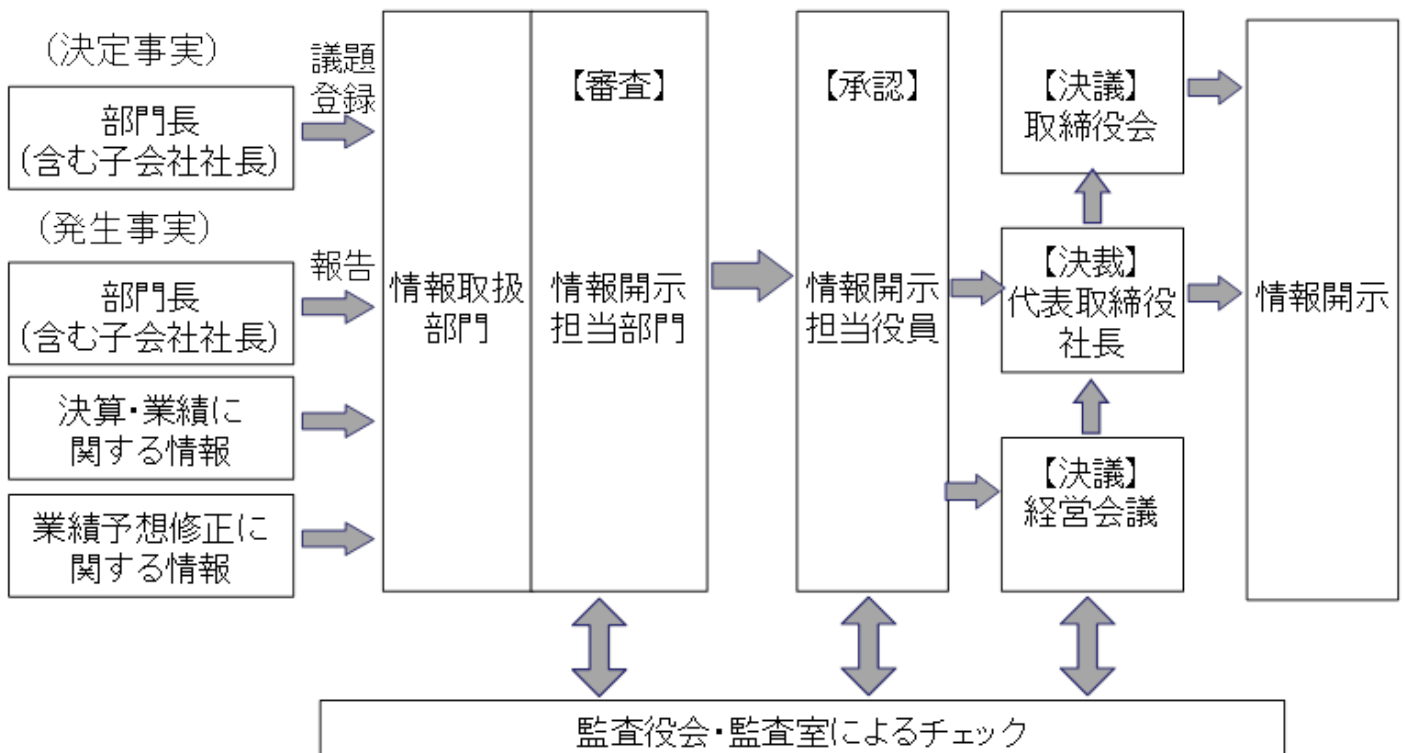 (決定事実)
議題
登録
部門長
(含む子会社社長)
(発生事実)
報告
部門長
(含む子会社社長)
決算・業績に
関する情報
業績予想修正に
関する情報
情報取扱
部門
【審査】
情報開示
担当部門
【承認】
情報開示
担当役員
【決議】
取締役会
【決裁】
代表取締役
社長
【決議】
経営会議
情報開示
監査役会・監査室によるチェック